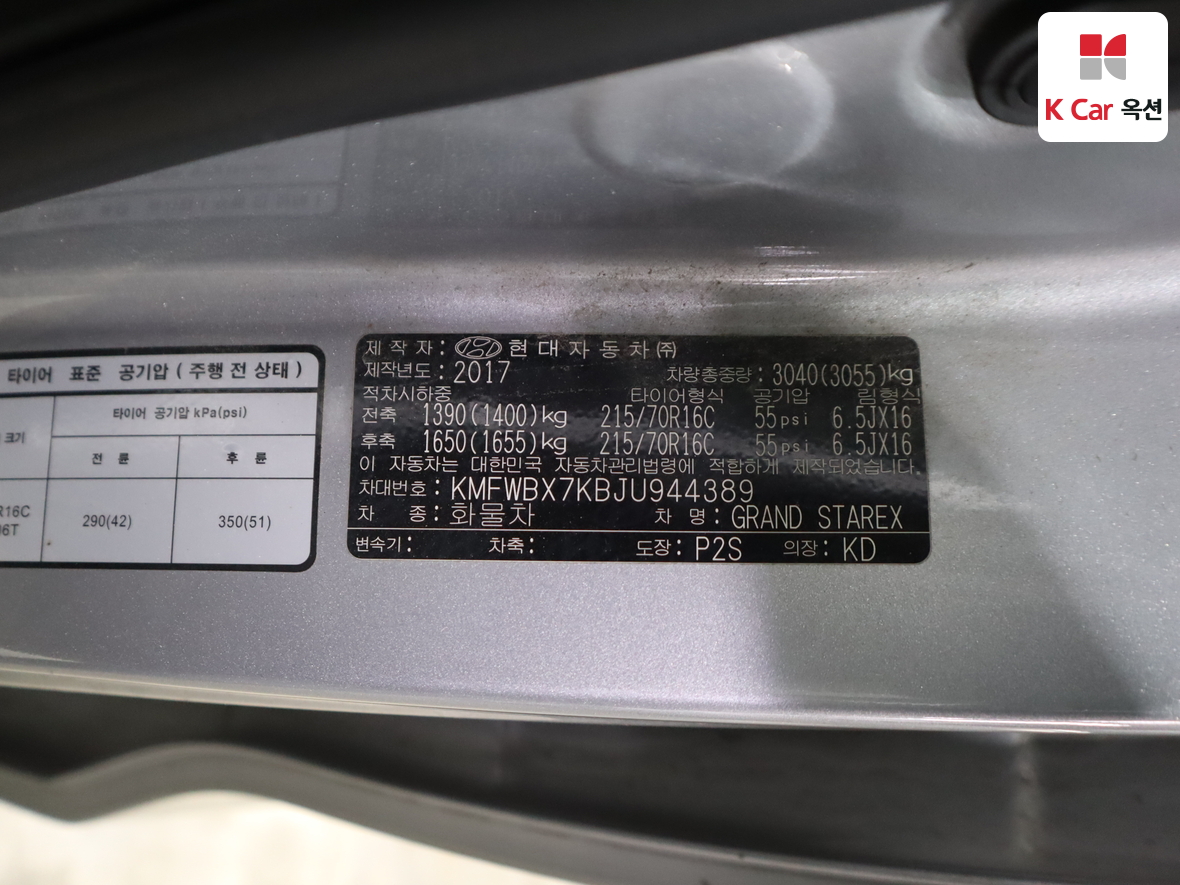 K Car 옥션
타이어 표준 공기압 ( 주행 전 상태 )
크기 타이어 공기압 kPa(psi)
전 륜 후 륜
R16C
6T 290(42) 350(51)
제 작 자 : 현 대 자 동 차 ㈜
제작년도 : 2017 차량총중량 : 3040(3055)kg
적차시하중 타이어형식 공기압 림형식
전축 1390(1400)kg 215/70R16C 55psi 6.5JX16
후축 1650(1655)kg 215/70R16C 55psi 6.5JX16
이 자동차는 대한민국 자동차관리법령에 적합하게 제작되었습니다.
차대번호 : KMFWBX7KBJU944389
차 종 : 화물차 차 명 : GRAND STAREX
변속기 : 차축 : 도장 : P2S 의장 : KD